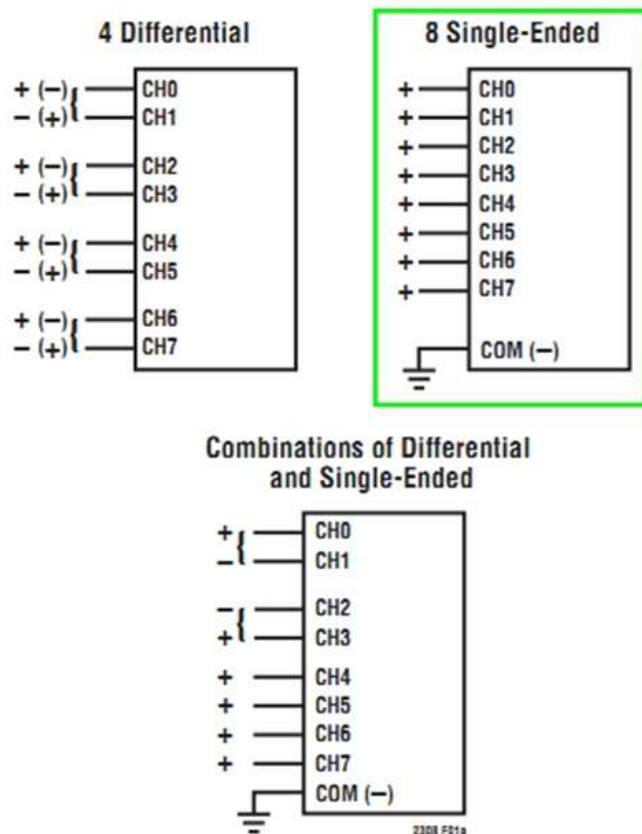 4 Differential
+ (−) { CH0
− (+) CH1
+ (−) { CH2
− (+) CH3
+ (−) { CH4
− (+) CH5
+ (−) { CH6
− (+) CH7
8 Single-Ended
+ CH0
+ CH1
+ CH2
+ CH3
+ CH4
+ CH5
+ CH6
+ CH7
COM (−)
Combinations of Differential
and Single-Ended
+ { CH0
− CH1
− { CH2
+ CH3
+ CH4
+ CH5
+ CH6
+ CH7
COM (−)
2308 F01a